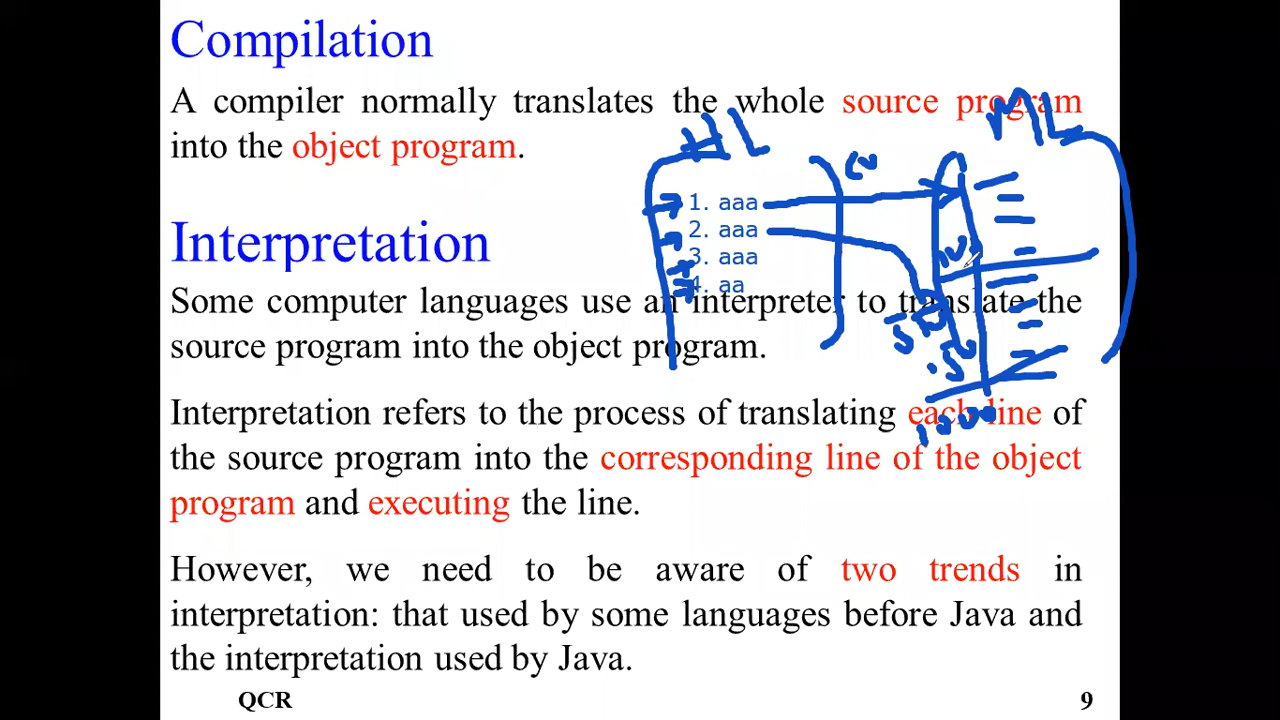 Compilation
A compiler normally translates the whole source program
into the object program.
HL
ML
1. aaa
2. aaa
3. aaa
4. aa
Interpretation
Some computer languages use an interpreter to translate the
source program into the object program.
Interpretation refers to the process of translating each line of
the source program into the corresponding line of the object
program and executing the line.
However, we need to be aware of two trends in
interpretation: that used by some languages before Java and
the interpretation used by Java.
QCR 9